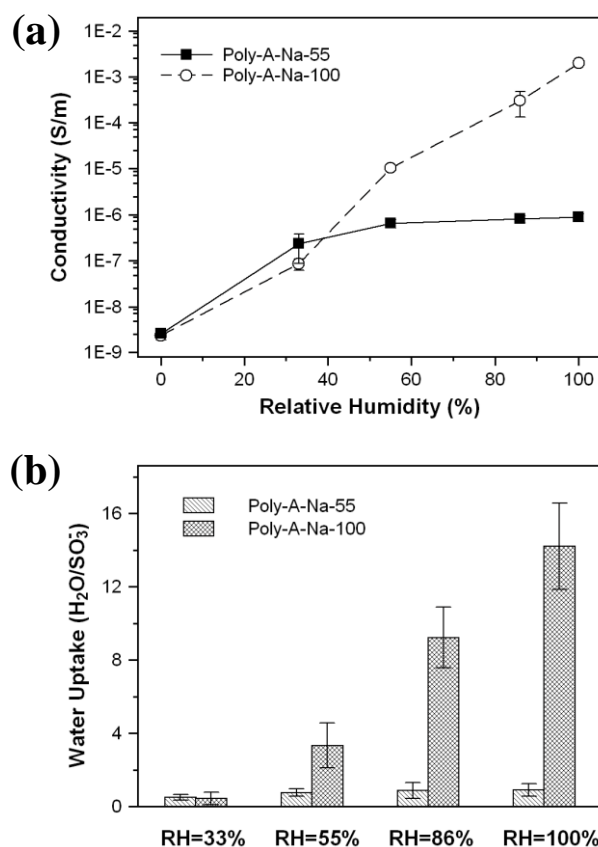 (a)
Poly-A-Na-55
Poly-A-Na-100
Conductivity (S/m)
1E-2
1E-3
1E-4
1E-5
1E-6
1E-7
1E-8
1E-9
0 20 40 60 80 100
Relative Humidity (%)
(b)
Poly-A-Na-55
Poly-A-Na-100
Water Uptake (H₂O/SO₃⁻)
16
12
8
4
0
RH=33% RH=55% RH=86% RH=100%